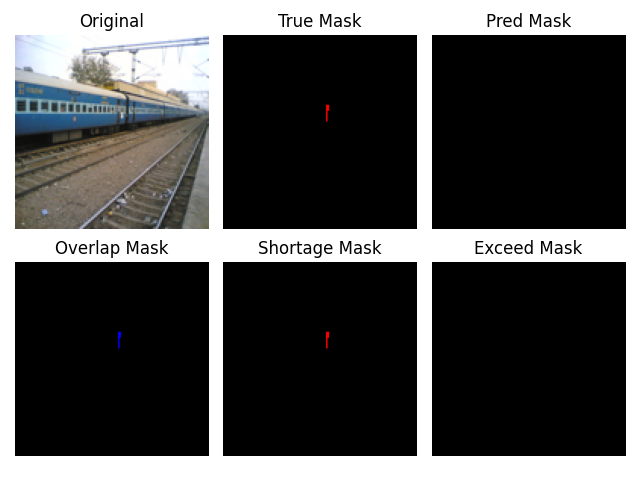 Original
True Mask
Pred Mask
Overlap Mask
Shortage Mask
Exceed Mask